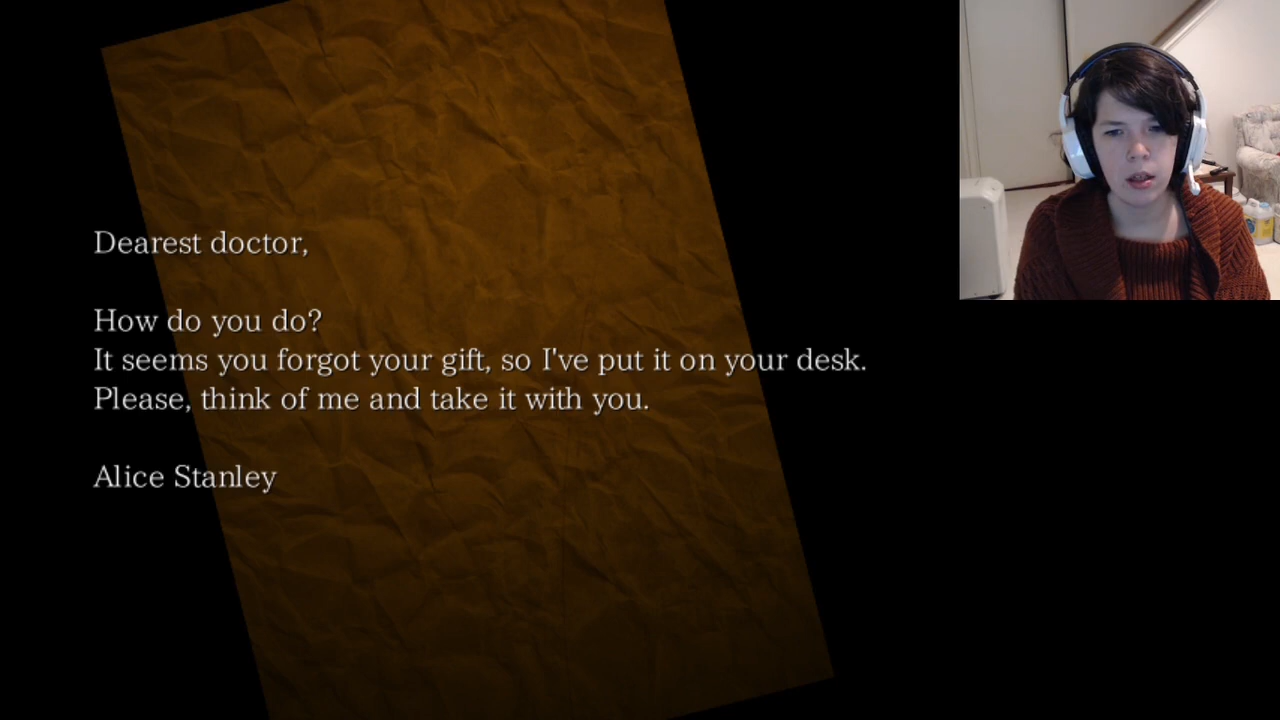 Dearest doctor,
How do you do?
It seems you forgot your gift, so I've put it on your desk.
Please, think of me and take it with you.
Alice Stanley